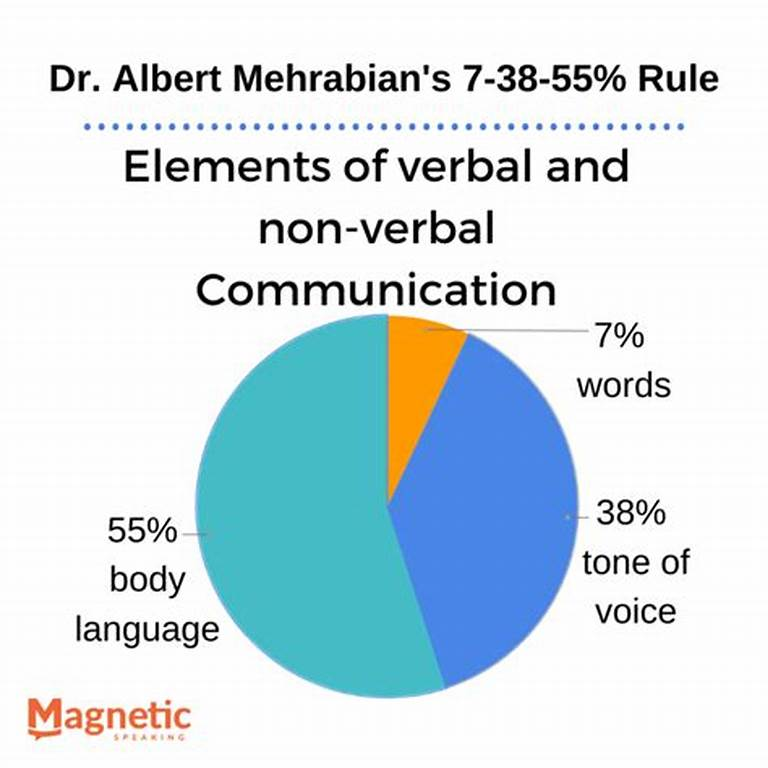 Dr. Albert Mehrabian's 7-38-55% Rule
Elements of verbal and
non-verbal
Communication
7%
words
38%
tone of
voice
55%
body
language
Magnetic
SPEAKING